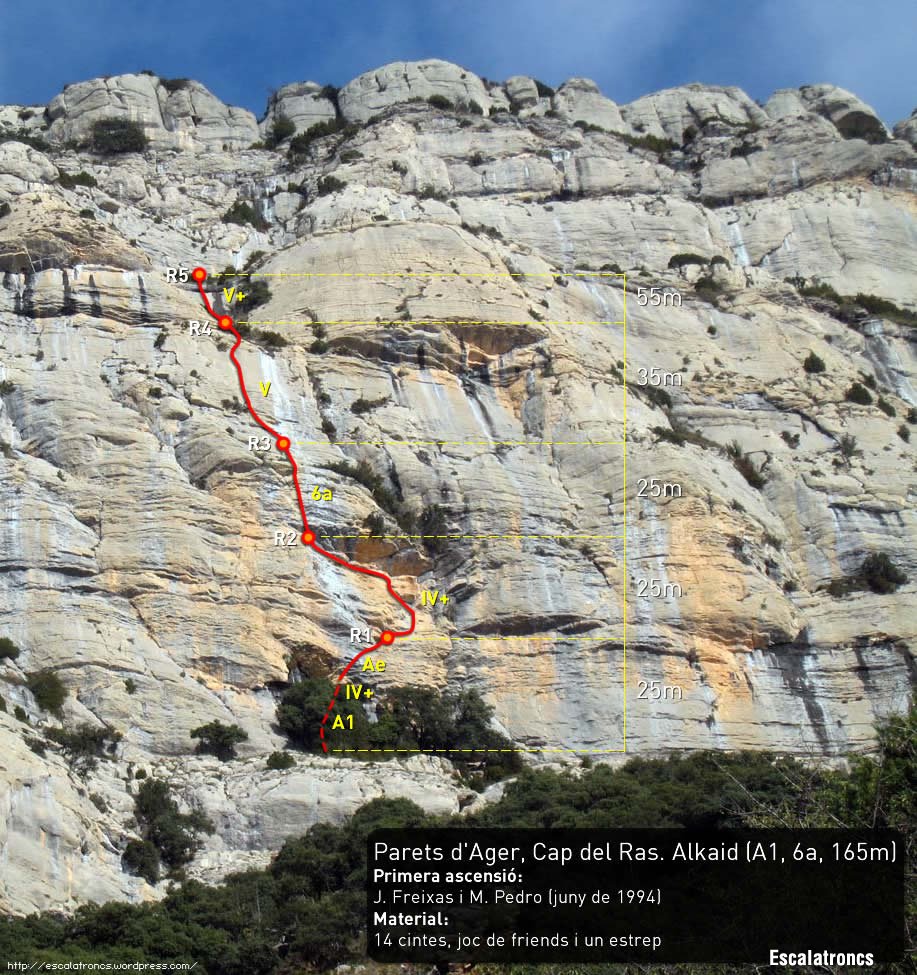 R5
V+
55m
R4
35m
V
R3
25m
6a
R2
25m
IV+
R1
Ae
IV+
25m
A1
Parets d'Ager, Cap del Ras. Alkaid (A1, 6a, 165m)
Primera ascensió:
J. Freixas i M. Pedro (juny de 1994)
Material:
14 cintes, joc de friends i un estrep
Escalatroncs
http://escalatroncs.wordpress.com/